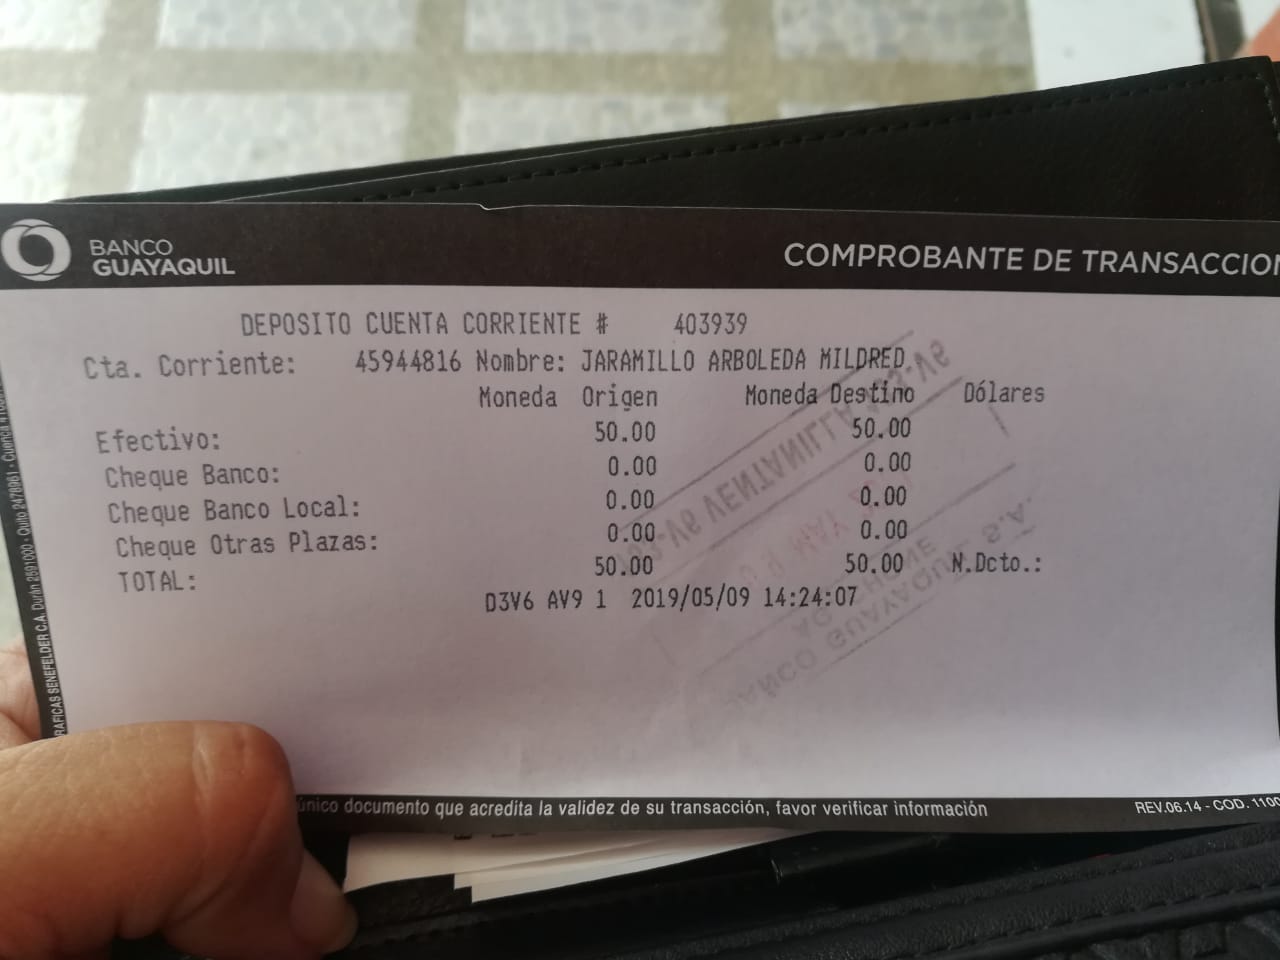 BANCO
GUAYAQUIL
COMPROBANTE DE TRANSACCION
DEPOSITO CUENTA CORRIENTE # 403939
Cta. Corriente: 45944816 Nombre: JARAMILLO ARBOLEDA MILDRED
Moneda Origen Moneda Destino Dólares
Efectivo: 50.00 50.00
Cheque Banco: 0.00 0.00
Cheque Banco Local: 0.00 0.00
Cheque Otras Plazas: 0.00 0.00
TOTAL: 50.00 50.00 N.Dcto.:
D3V6 AV9 1 2019/05/09 14:24:07
VENTANILLA
BANCO GUAYAQUIL S.A.
único documento que acredita la validez de su transacción, favor verificar información
REV.06.14 - COD. 1100
RAFICAS SENEFELDER C.A. Durán 2591000 - Quito 2478961 - Cuenca